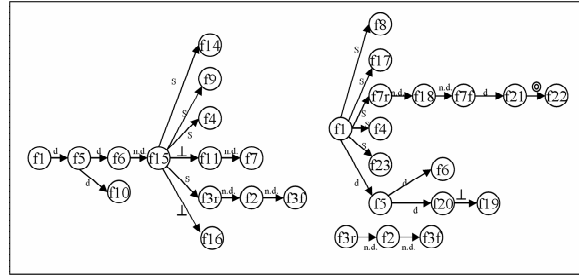 f14
f9
s
s
s
f4
s
f1 d f5 d f6 n.d f15 ⊥ f11 n.d. f7
d
f10
s
f3r n.d. f2 n.d. f3f
⊥
f16
f8
s
f17
s
s
f7r n.d. f18 n.d. f7f d f21 ⊚ f22
f1
s
f4
s
f23
d
f6
d
f5 d f20 ⊥ f19
f3r n.d. f2 n.d. f3f